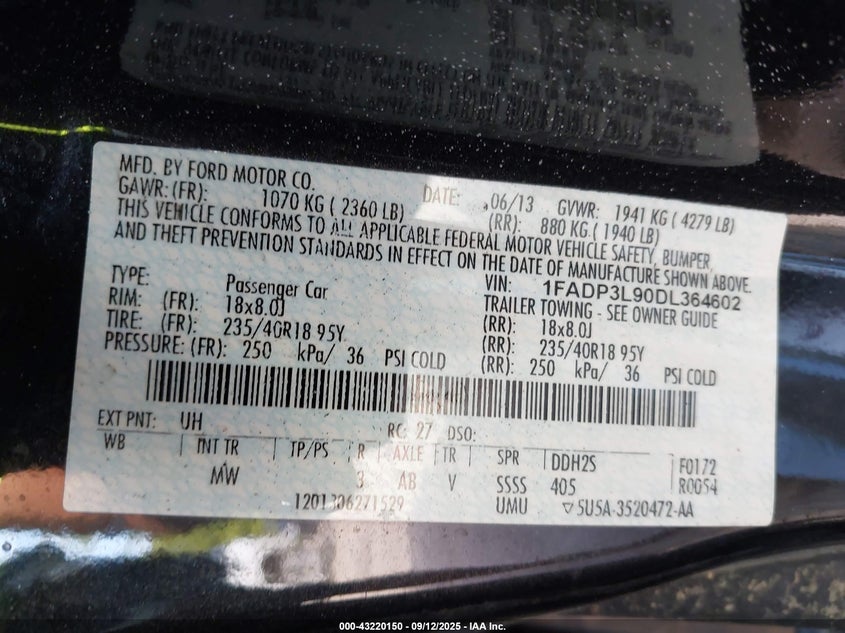 MFD. BY FORD MOTOR CO. DATE: 06/13 GVWR: 1941 KG ( 4279 LB)
GAWR: (FR): 1070 KG ( 2360 LB) (RR): 880 KG ( 1940 LB)
THIS VEHICLE CONFORMS TO ALL APPLICABLE FEDERAL MOTOR VEHICLE SAFETY, BUMPER,
AND THEFT PREVENTION STANDARDS IN EFFECT ON THE DATE OF MANUFACTURE SHOWN ABOVE.
VIN: 1FADP3L90DL364602
TYPE: Passenger Car TRAILER TOWING - SEE OWNER GUIDE
RIM: (FR): 18x8.0J (RR): 18x8.0J
TIRE: (FR): 235/40R18 95Y (RR): 235/40R18 95Y
PRESSURE: (FR): 250 kPa/ 36 PSI COLD (RR): 250 kPa/ 36 PSI COLD
EXT PNT: UH RC: 27 DSO:
WB INT TR TP/PS R AXLE TR SPR DDH2S F0172
MW 3 AB V SSSS 405 R0054
1201306271529 UMU ▽5U5A-3520472-AA
000-43220150 - 09/12/2025 - IAA Inc.